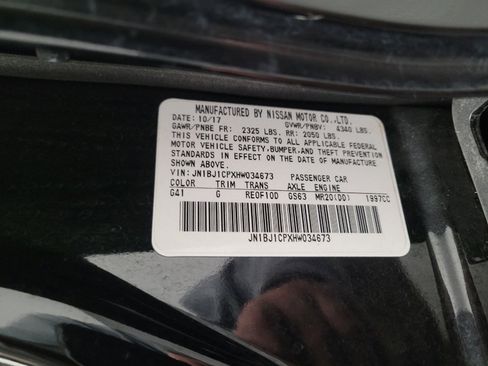 MANUFACTURED BY NISSAN MOTOR CO.,LTD.
DATE: 10/17 GVWR/PNBV: 4340 LBS.
GAWR/PNBE FR: 2325 LBS. RR: 2050 LBS
THIS VEHICLE CONFORMS TO ALL APPLICABLE FEDERAL
MOTOR VEHICLE SAFETY, BUMPER, AND THEFT PREVENTION
STANDARDS IN EFFECT ON THE DATE OF MANUFACTURE
SHOWN ABOVE.
VIN: JN1BJ1CPXHW034673 PASSENGER CAR
COLOR TRIM TRANS AXLE ENGINE
G41 G RE0F10D GS63 MR20(DD) 1997CC
JN1BJ1CPXHW034673